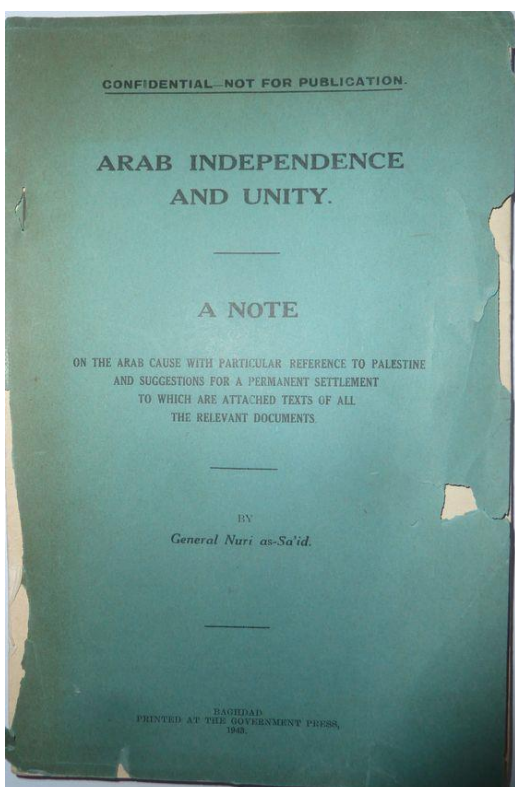 CONFIDENTIAL—NOT FOR PUBLICATION.
ARAB INDEPENDENCE
AND UNITY.
A NOTE
ON THE ARAB CAUSE WITH PARTICULAR REFERENCE TO PALESTINE
AND SUGGESTIONS FOR A PERMANENT SETTLEMENT
TO WHICH ARE ATTACHED TEXTS OF ALL
THE RELEVANT DOCUMENTS.
BY
General Nuri as-Sa'id.
BAGHDAD
PRINTED AT THE GOVERNMENT PRESS,
1943.